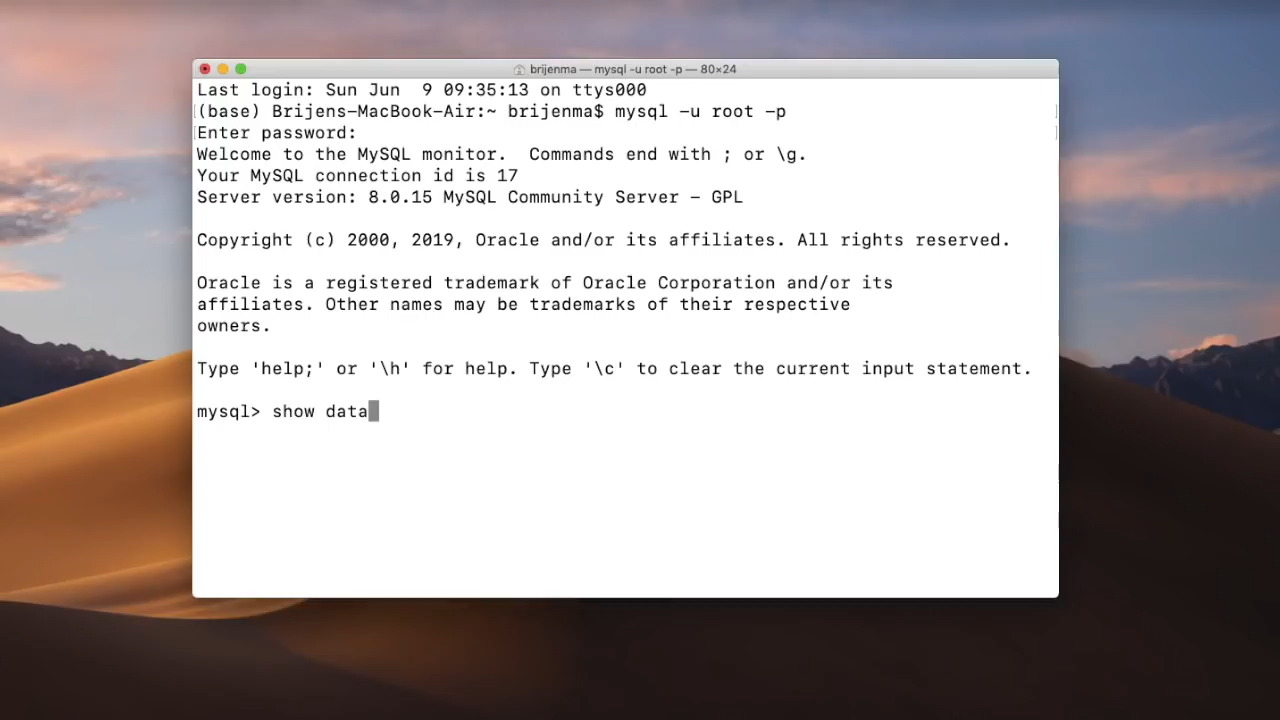 brijenma — mysql -u root -p — 80×24
Last login: Sun Jun  9 09:35:13 on ttys000
(base) Brijens-MacBook-Air:~ brijenma$ mysql -u root -p
Enter password:
Welcome to the MySQL monitor.  Commands end with ; or \g.
Your MySQL connection id is 17
Server version: 8.0.15 MySQL Community Server - GPL
Copyright (c) 2000, 2019, Oracle and/or its affiliates. All rights reserved.
Oracle is a registered trademark of Oracle Corporation and/or its
affiliates. Other names may be trademarks of their respective
owners.
Type 'help;' or '\h' for help. Type '\c' to clear the current input statement.
mysql> show data